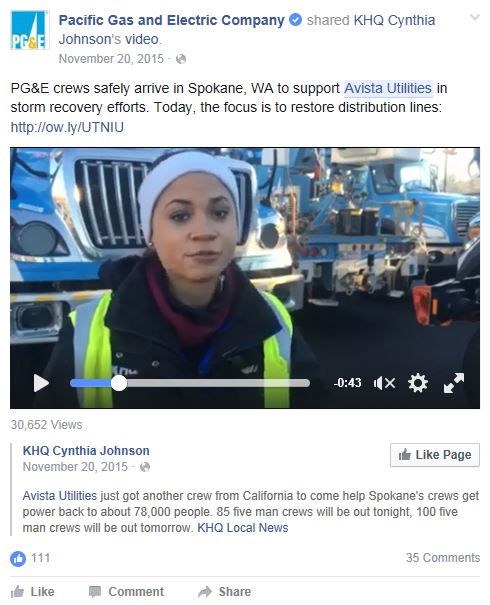 PG&E
Pacific Gas and Electric Company shared KHQ Cynthia
Johnson's video.
November 20, 2015 ·
PG&E crews safely arrive in Spokane, WA to support Avista Utilities in
storm recovery efforts. Today, the focus is to restore distribution lines:
http://ow.ly/UTNIU
-0:43
30,652 Views
KHQ Cynthia Johnson
November 20, 2015 ·
Like Page
Avista Utilities just got another crew from California to come help Spokane's crews get
power back to about 78,000 people. 85 five man crews will be out tonight, 100 five
man crews will be out tomorrow. KHQ Local News
111
35 Comments
Like Comment Share